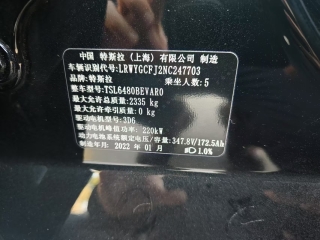 中国 特斯拉(上海)有限公司 制造
车辆识别代号:LRWYGCFJ2NC247703
品牌:特斯拉 乘坐人数:5
整车型号:TSL6480BEVAR0
最大允许总质量:2335 kg
最大允许牵引质量:0 kg
驱动电机型号:3D6
驱动电机峰值功率:220kW
动力电池系统额定电压/容量:347.8V/172.5Ah
制造年月:2022 年 01 月 1.0%